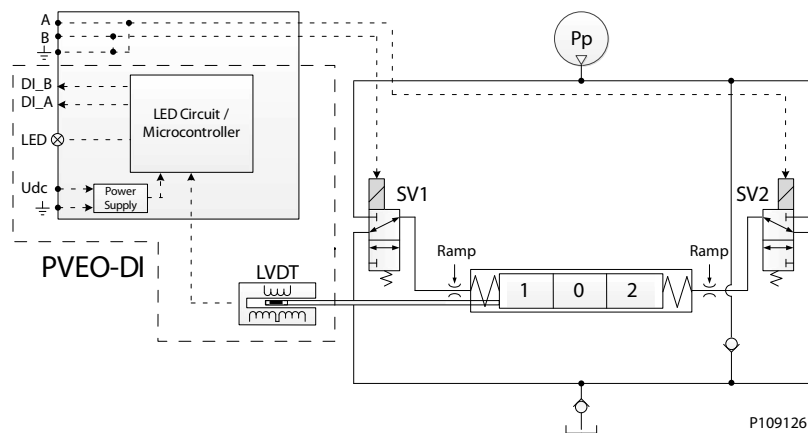 A
B
Pp
DI_B
DI_A
LED Circuit /
Microcontroller
LED
Udc
Power
Supply
SV1
SV2
PVEO-DI
LVDT
Ramp
Ramp
1 0 2
P109126